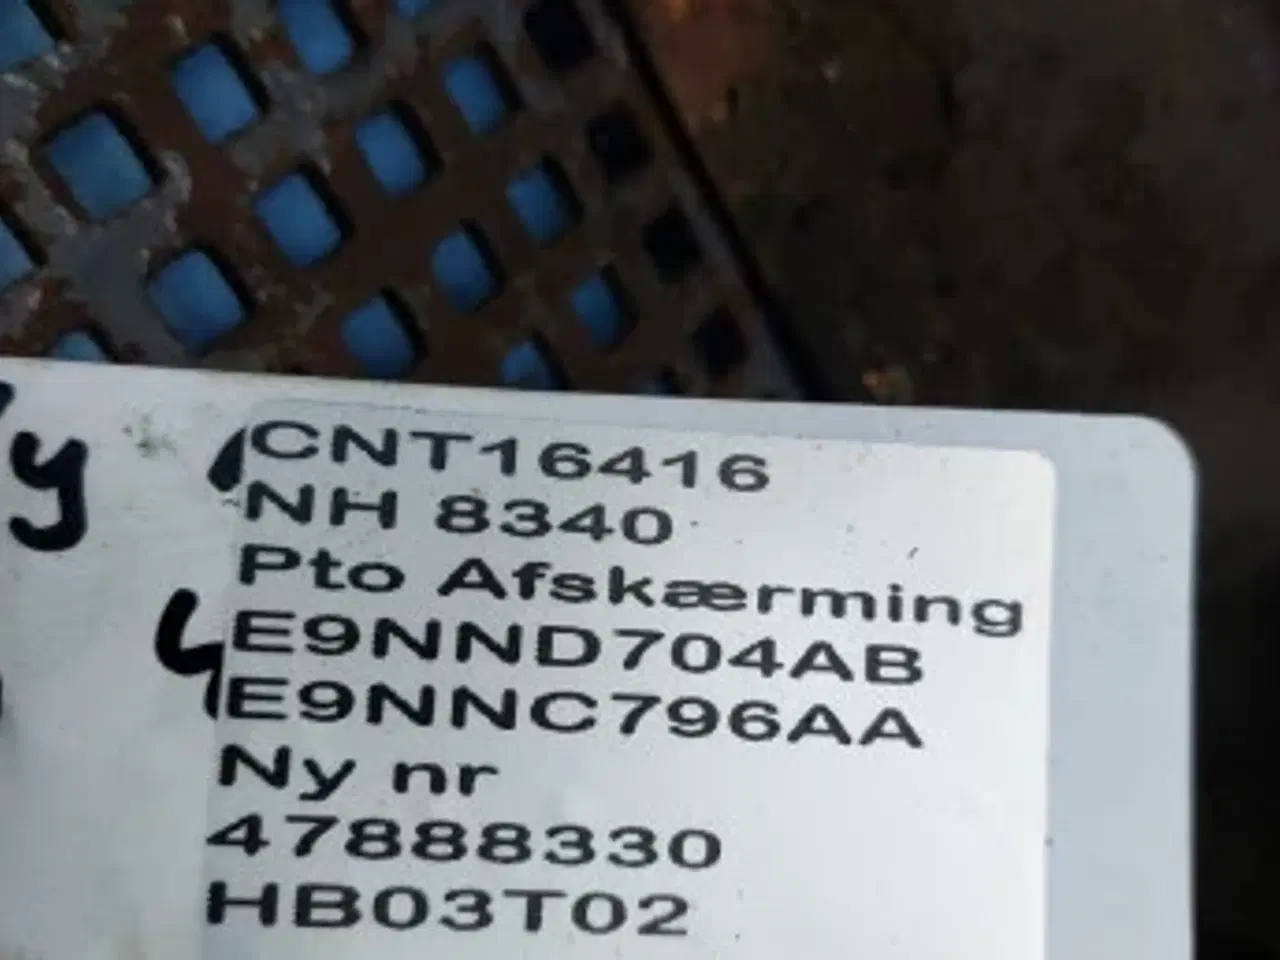 CNT16416
NH 8340
Pto Afskærming
E9NND704AB
E9NNC796AA
Ny nr
47888330
HB03T02